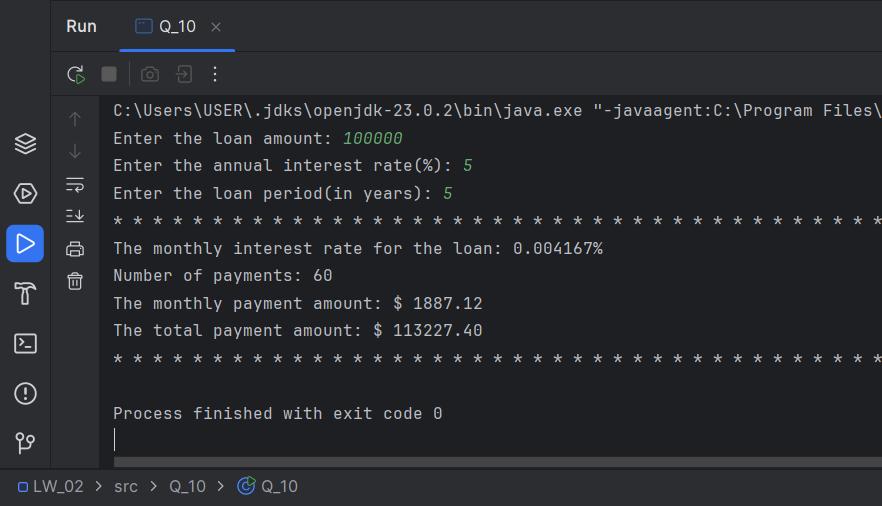 Run Q_10
C:\Users\USER\.jdks\openjdk-23.0.2\bin\java.exe "-javaagent:C:\Program Files\
Enter the loan amount: 100000
Enter the annual interest rate(%): 5
Enter the loan period(in years): 5
* * * * * * * * * * * * * * * * * * * * * * * * * * * * * * * * * * * * * * *
The monthly interest rate for the loan: 0.004167%
Number of payments: 60
The monthly payment amount: $ 1887.12
The total payment amount: $ 113227.40
* * * * * * * * * * * * * * * * * * * * * * * * * * * * * * * * * * * * * * *
Process finished with exit code 0
LW_02 > src > Q_10 > Q_10